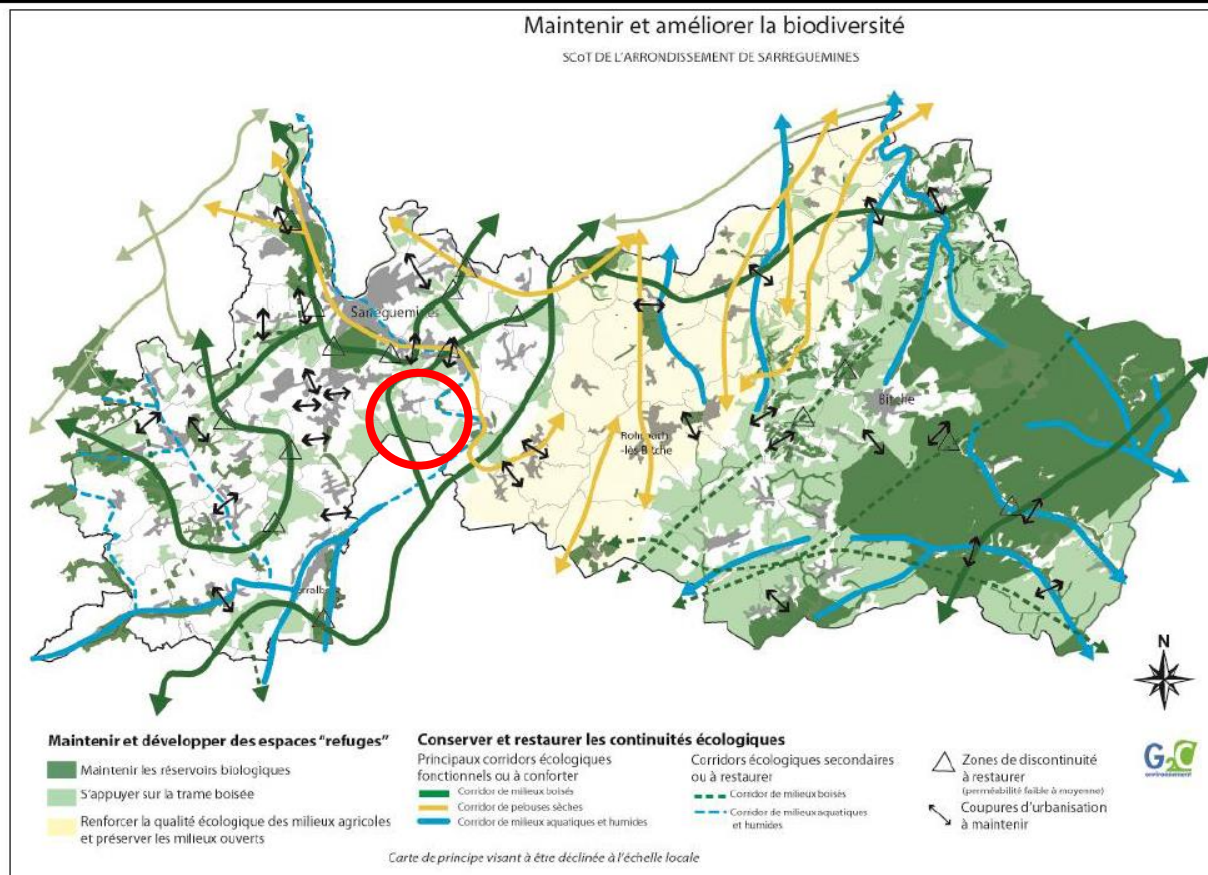 Maintenir et améliorer la biodiversité
SCOT DE L'ARRONDISSEMENT DE SARREGUEMINES
Sarreguemines
Bitche
-lès Bitche
Maintenir et développer des espaces "refuges"
Maintenir les réservoirs biologiques
S'appuyer sur la trame boisée
Renforcer la qualité écologique des milieux agricoles
et préserver les milieux ouverts
Conserver et restaurer les continuités écologiques
Principaux corridors écologiques
fonctionnels ou à conforter
Corridor de milieux boisés
Corridor de pelouses sèches
Corridor de milieux aquatiques et humides
Corridors écologiques secondaires
ou à restaurer
Corridor de milieux boisés
Corridor de milieux aquatiques
et humides
Zones de discontinuité
à restaurer
(perméabilité faible à moyenne)
Coupures d'urbanisation
à maintenir
N
G2C
environnement
Carte de principe visant à être déclinée à l'échelle locale